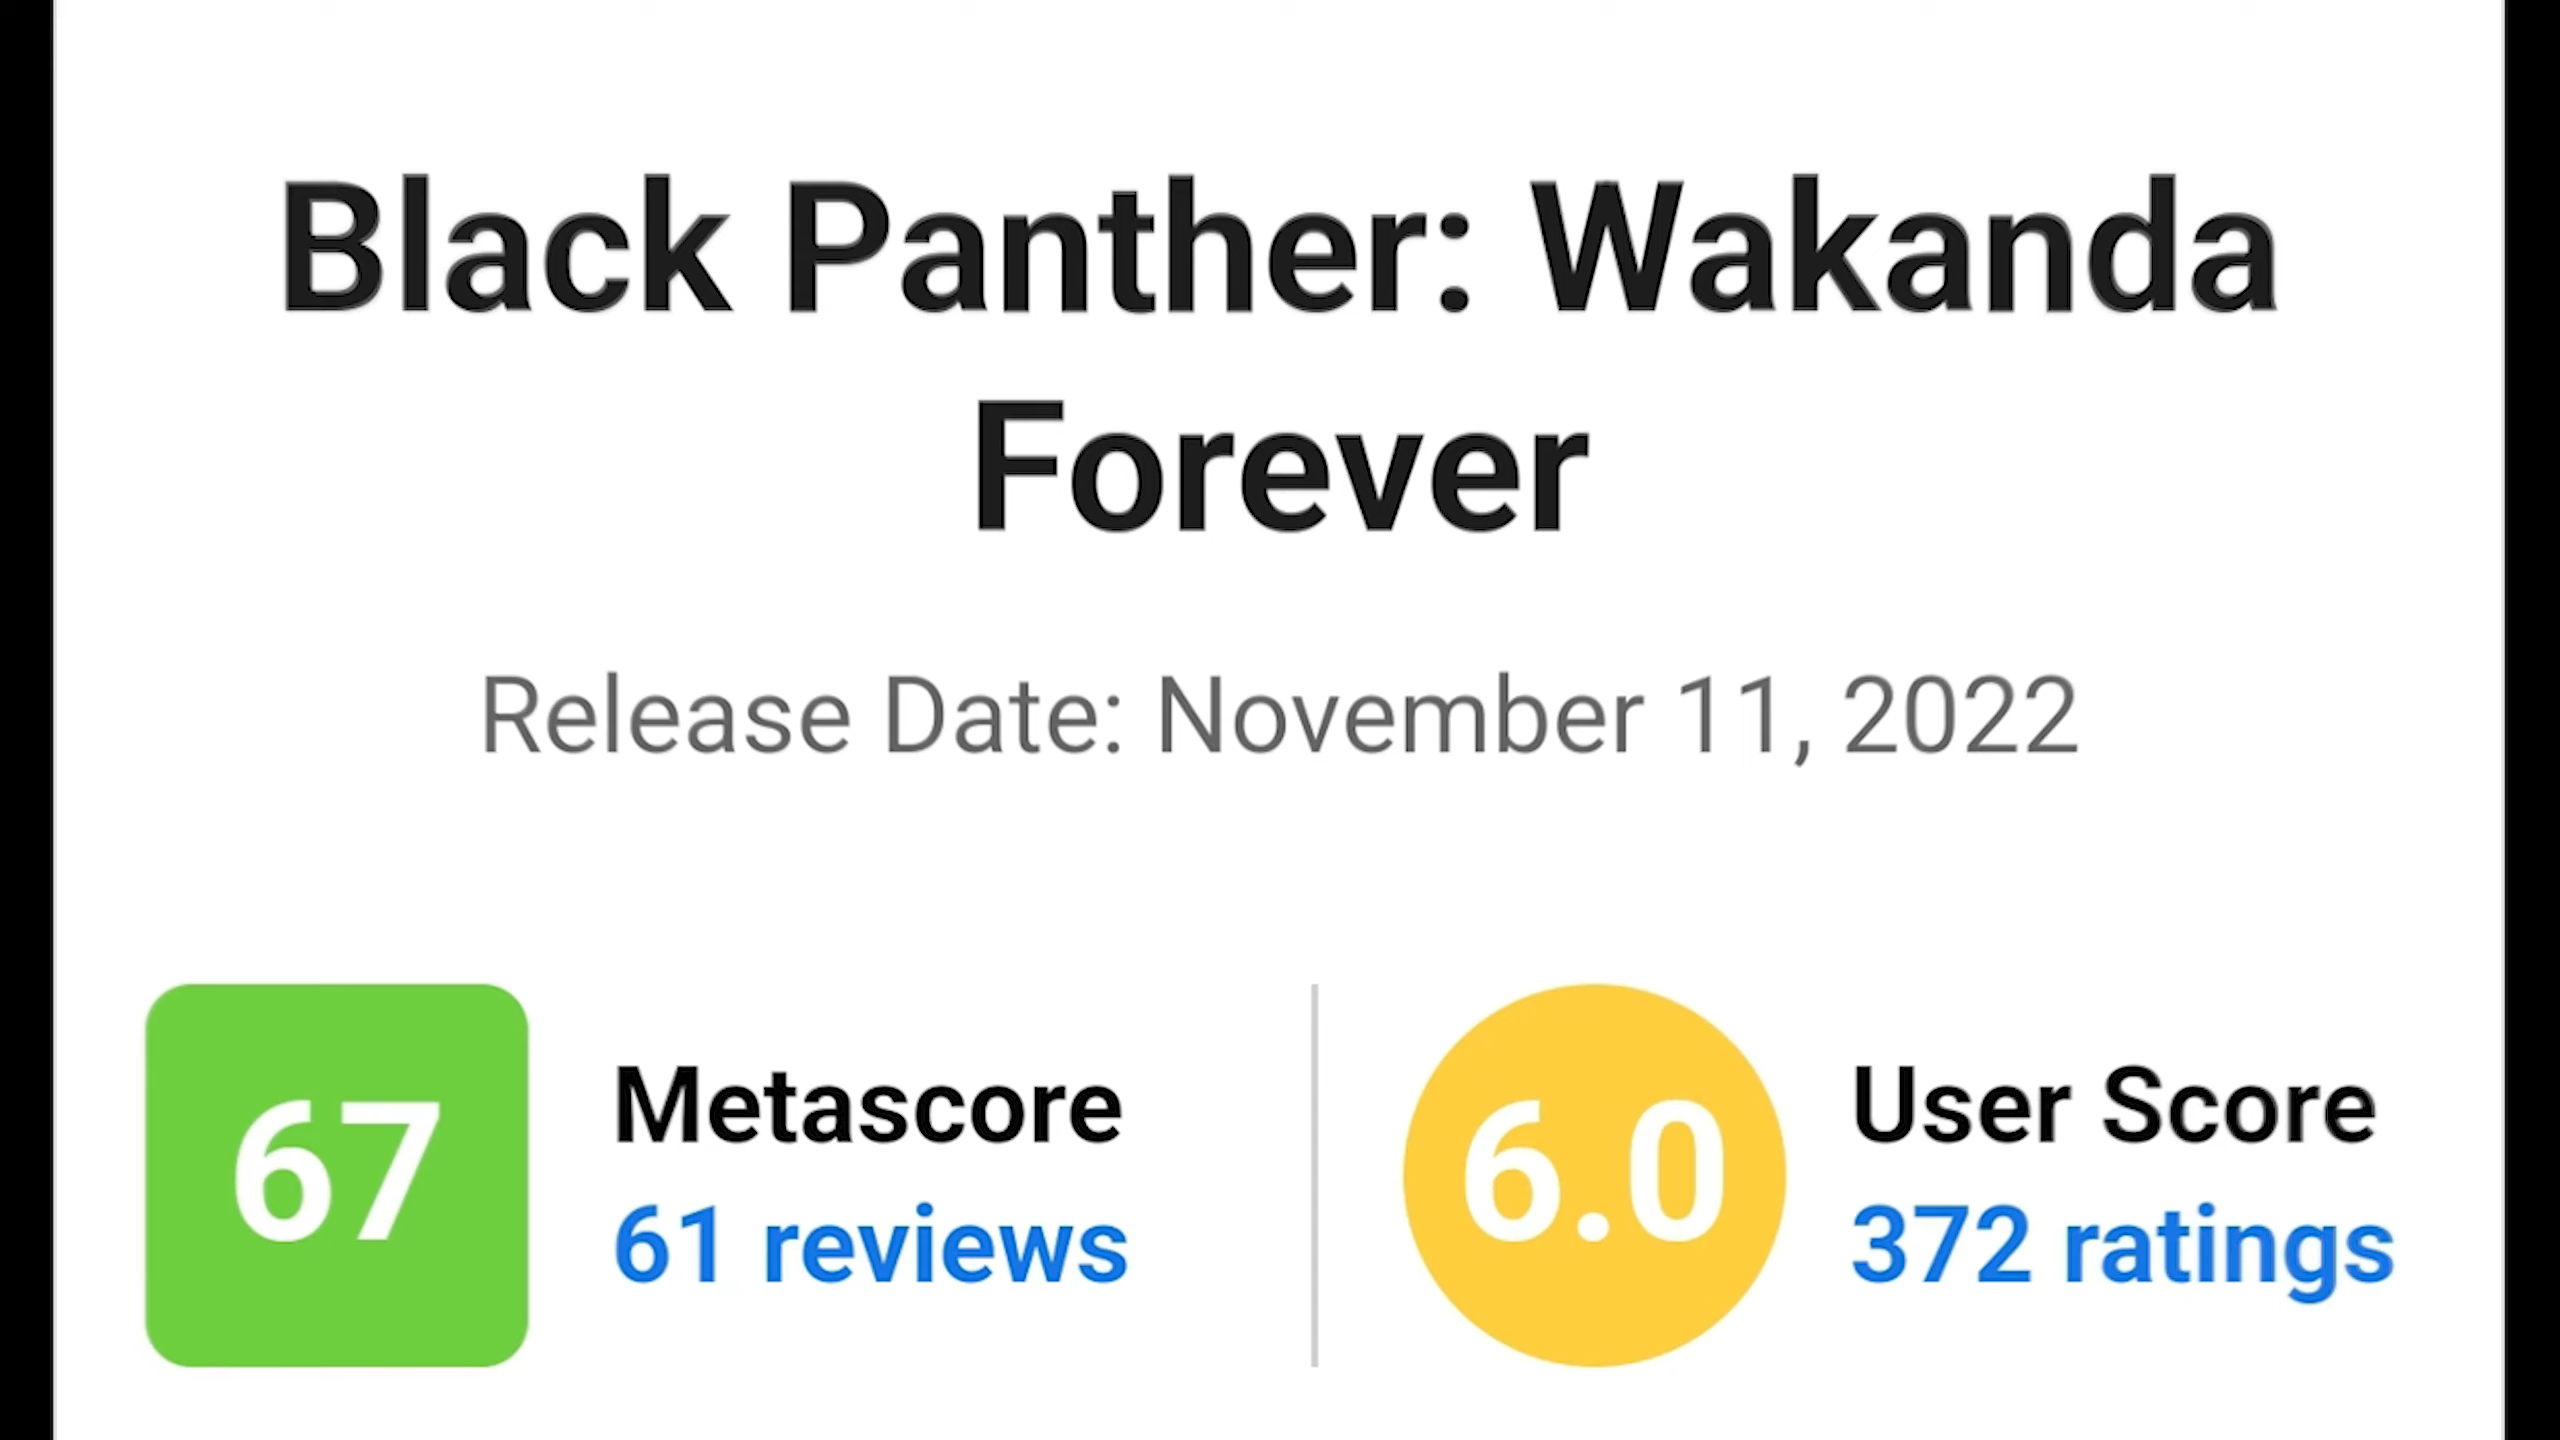 Black Panther: Wakanda
Forever
Release Date: November 11, 2022
67
Metascore
61 reviews
6.0
User Score
372 ratings